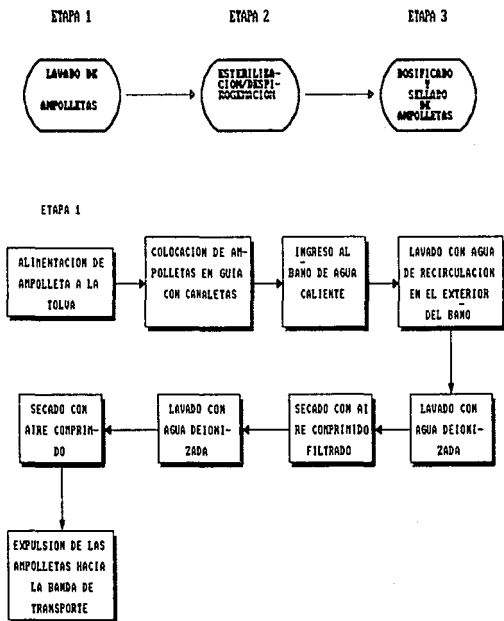 ETAPA 1
ETAPA 2
ETAPA 3
LAVADO DE
AMPOLLETAS
ESTERILIZA-
CION/DESPI-
ROGENACION
DOSIFICADO
Y
SELLADO
DE
AMPOLLETAS
ETAPA 1
ALIMENTACION DE
AMPOLLETA A LA
TOLVA
COLOCACION DE AM-
POLLETAS EN GUIA
CON CANALETAS
INGRESO AL
BANO DE AGUA
CALIENTE
LAVADO CON AGUA
DE RECIRCULACION
EN EL EXTERIOR
DEL BANO
SECADO CON
AIRE COMPRIM-
DO
LAVADO CON
AGUA DEIONI-
ZADA
SECADO CON AI
RE COMPRIMIDO
FILTRADO
LAVADO CON
AGUA DEIONI-
ZADA
EXPULSION DE LAS
AMPOLLETAS HACIA
LA BANDA DE
TRANSPORTE